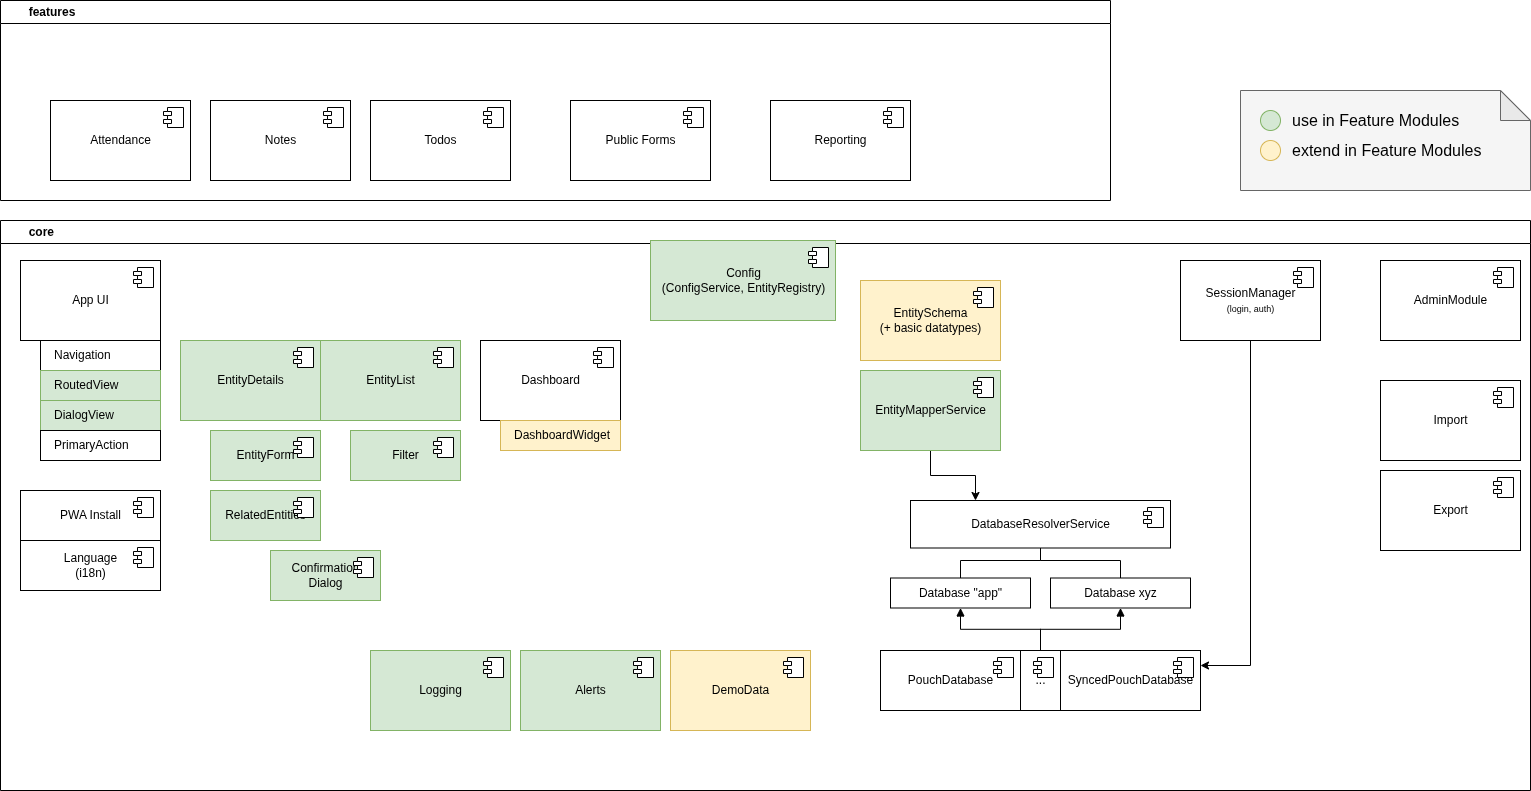 features
Attendance
Notes
Todos
Public Forms
Reporting
use in Feature Modules
extend in Feature Modules
core
App UI
Navigation
RoutedView
DialogView
PrimaryAction
PWA Install
Language
(i18n)
EntityDetails
EntityList
EntityForm
Filter
RelatedEntities
Confirmation
Dialog
Dashboard
DashboardWidget
Config
(ConfigService, EntityRegistry)
EntitySchema
(+ basic datatypes)
EntityMapperService
DatabaseResolverService
Database "app"
Database xyz
PouchDatabase
...
SyncedPouchDatabase
SessionManager
(login, auth)
AdminModule
Import
Export
Logging
Alerts
DemoData